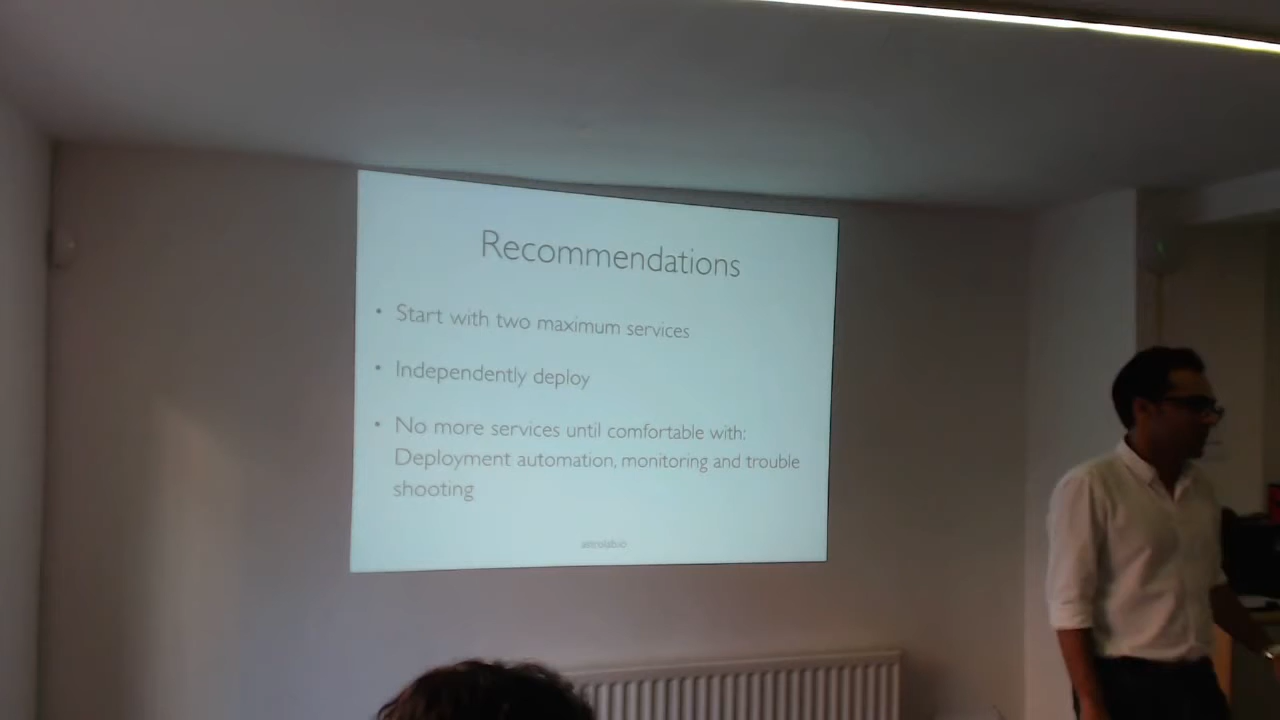 Recommendations
• Start with two maximum services
• Independently deploy
• No more services until comfortable with:
Deployment automation, monitoring and trouble
shooting